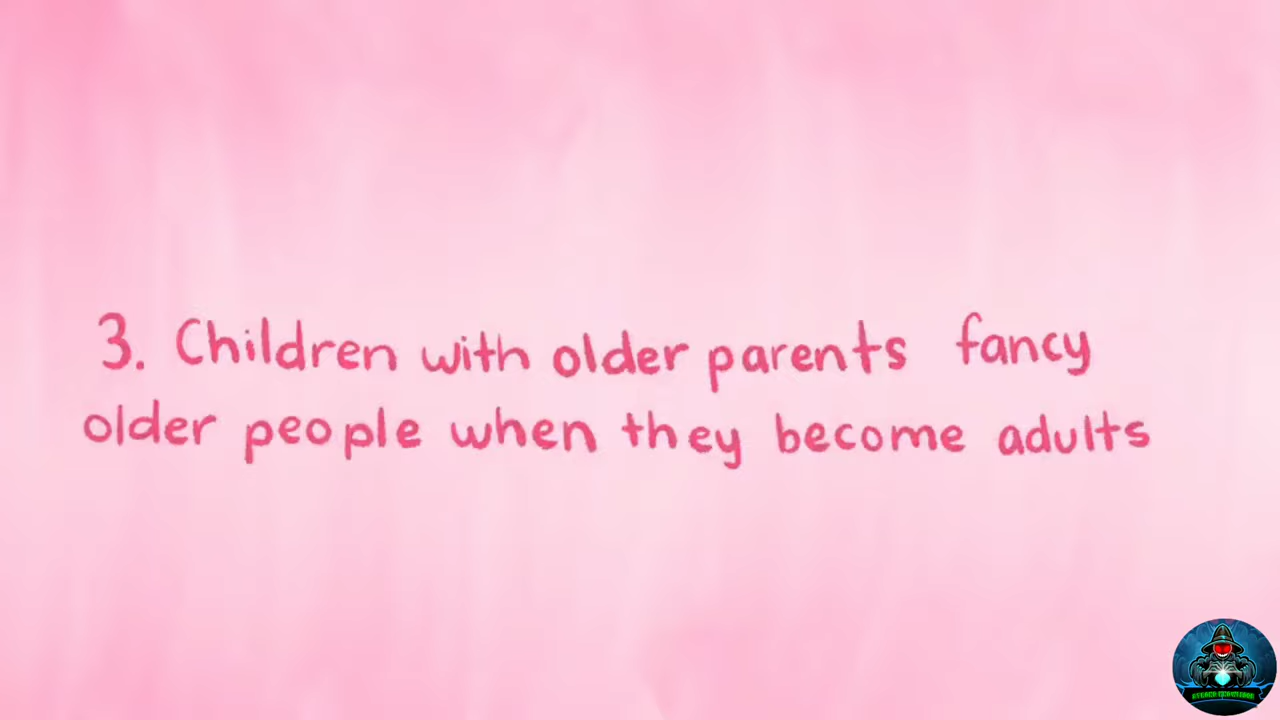 3. Children with older parents fancy
older people when they become adults